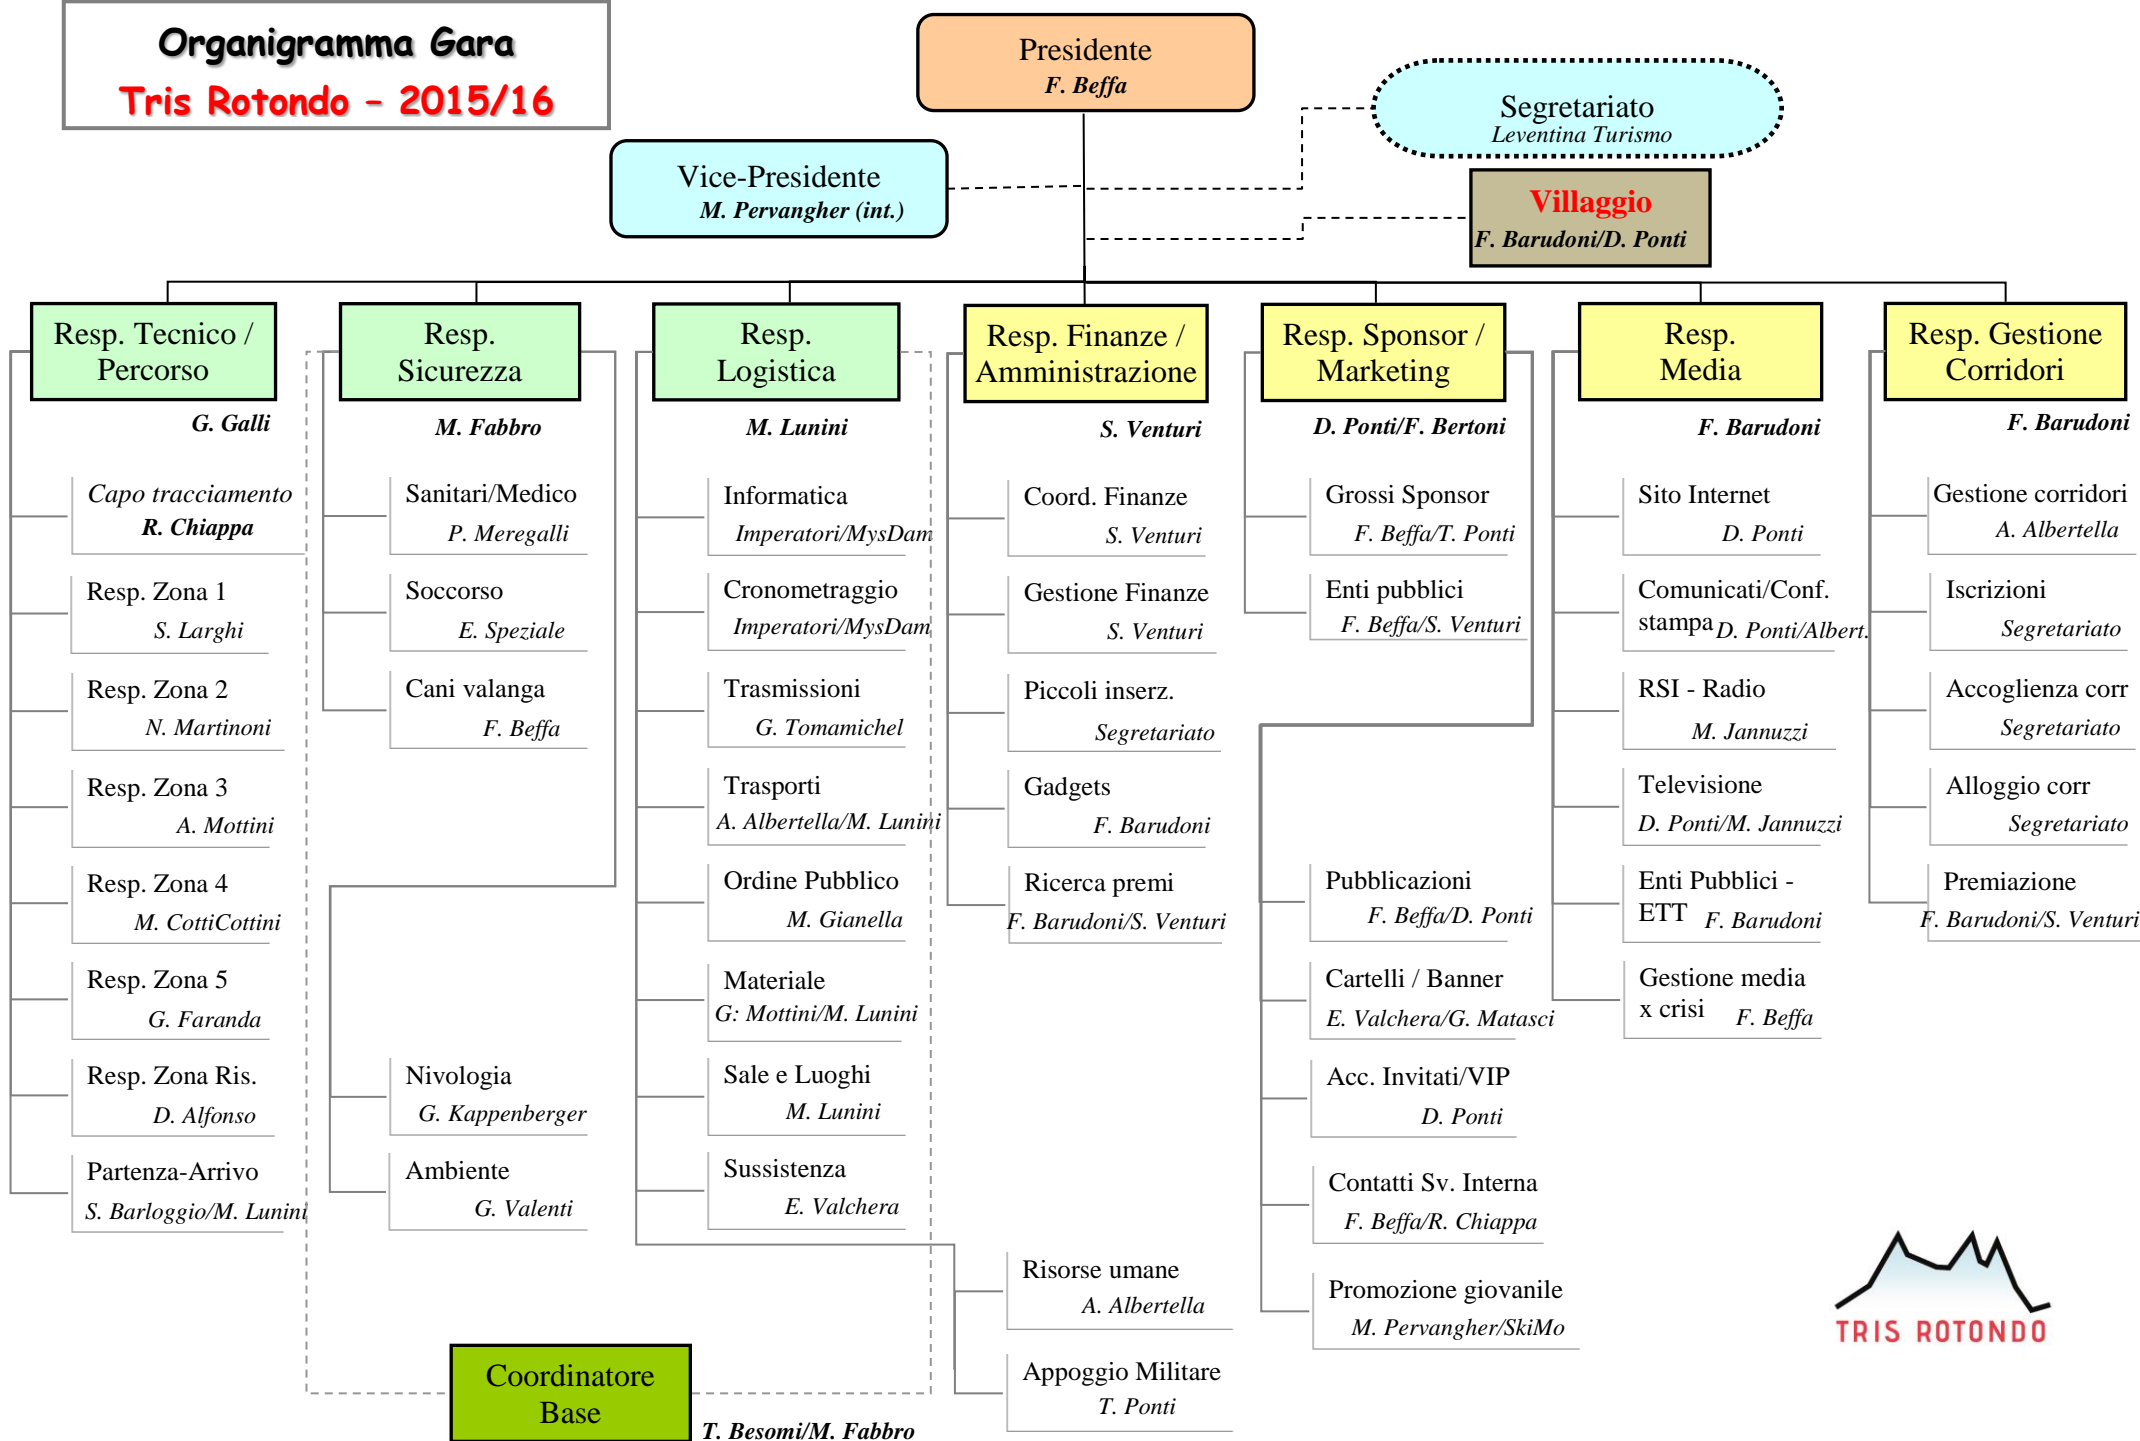 Organigramma Gara
Tris Rotondo - 2015/16
Presidente
F. Beffa
Segretariato
Leventina Turismo
Vice-Presidente
M. Pervangher (int.)
Villaggio
F. Barudoni/D. Ponti
Resp. Tecnico /
Percorso
G. Galli
Capo tracciamento
R. Chiappa
Resp. Zona 1
S. Larghi
Resp. Zona 2
N. Martinoni
Resp. Zona 3
A. Mottini
Resp. Zona 4
M. CottiCottini
Resp. Zona 5
G. Faranda
Resp. Zona Ris.
D. Alfonso
Partenza-Arrivo
S. Barloggio/M. Lunini
Resp.
Sicurezza
M. Fabbro
Sanitari/Medico
P. Meregalli
Soccorso
E. Speziale
Cani valanga
F. Beffa
Nivologia
G. Kappenberger
Ambiente
G. Valenti
Resp.
Logistica
M. Lunini
Informatica
Imperatori/MysDam
Cronometraggio
Imperatori/MysDam
Trasmissioni
G. Tomamichel
Trasporti
A. Albertella/M. Lunini
Ordine Pubblico
M. Gianella
Materiale
G: Mottini/M. Lunini
Sale e Luoghi
M. Lunini
Sussistenza
E. Valchera
Risorse umane
A. Albertella
Appoggio Militare
T. Ponti
Coordinatore
Base
T. Besomi/M. Fabbro
Resp. Finanze /
Amministrazione
S. Venturi
Coord. Finanze
S. Venturi
Gestione Finanze
S. Venturi
Piccoli inserz.
Segretariato
Gadgets
F. Barudoni
Ricerca premi
F. Barudoni/S. Venturi
Resp. Sponsor /
Marketing
D. Ponti/F. Bertoni
Grossi Sponsor
F. Beffa/T. Ponti
Enti pubblici
F. Beffa/S. Venturi
Pubblicazioni
F. Beffa/D. Ponti
Cartelli / Banner
E. Valchera/G. Matasci
Acc. Invitati/VIP
D. Ponti
Contatti Sv. Interna
F. Beffa/R. Chiappa
Promozione giovanile
M. Pervangher/SkiMo
Resp.
Media
F. Barudoni
Sito Internet
D. Ponti
Comunicati/Conf.
stampa D. Ponti/Albert.
RSI - Radio
M. Jannuzzi
Televisione
D. Ponti/M. Jannuzzi
Enti Pubblici -
ETT F. Barudoni
Gestione media
x crisi F. Beffa
Resp. Gestione
Corridori
F. Barudoni
Gestione corridori
A. Albertella
Iscrizioni
Segretariato
Accoglienza corr
Segretariato
Alloggio corr
Segretariato
Premiazione
F. Barudoni/S. Venturi
TRIS ROTONDO